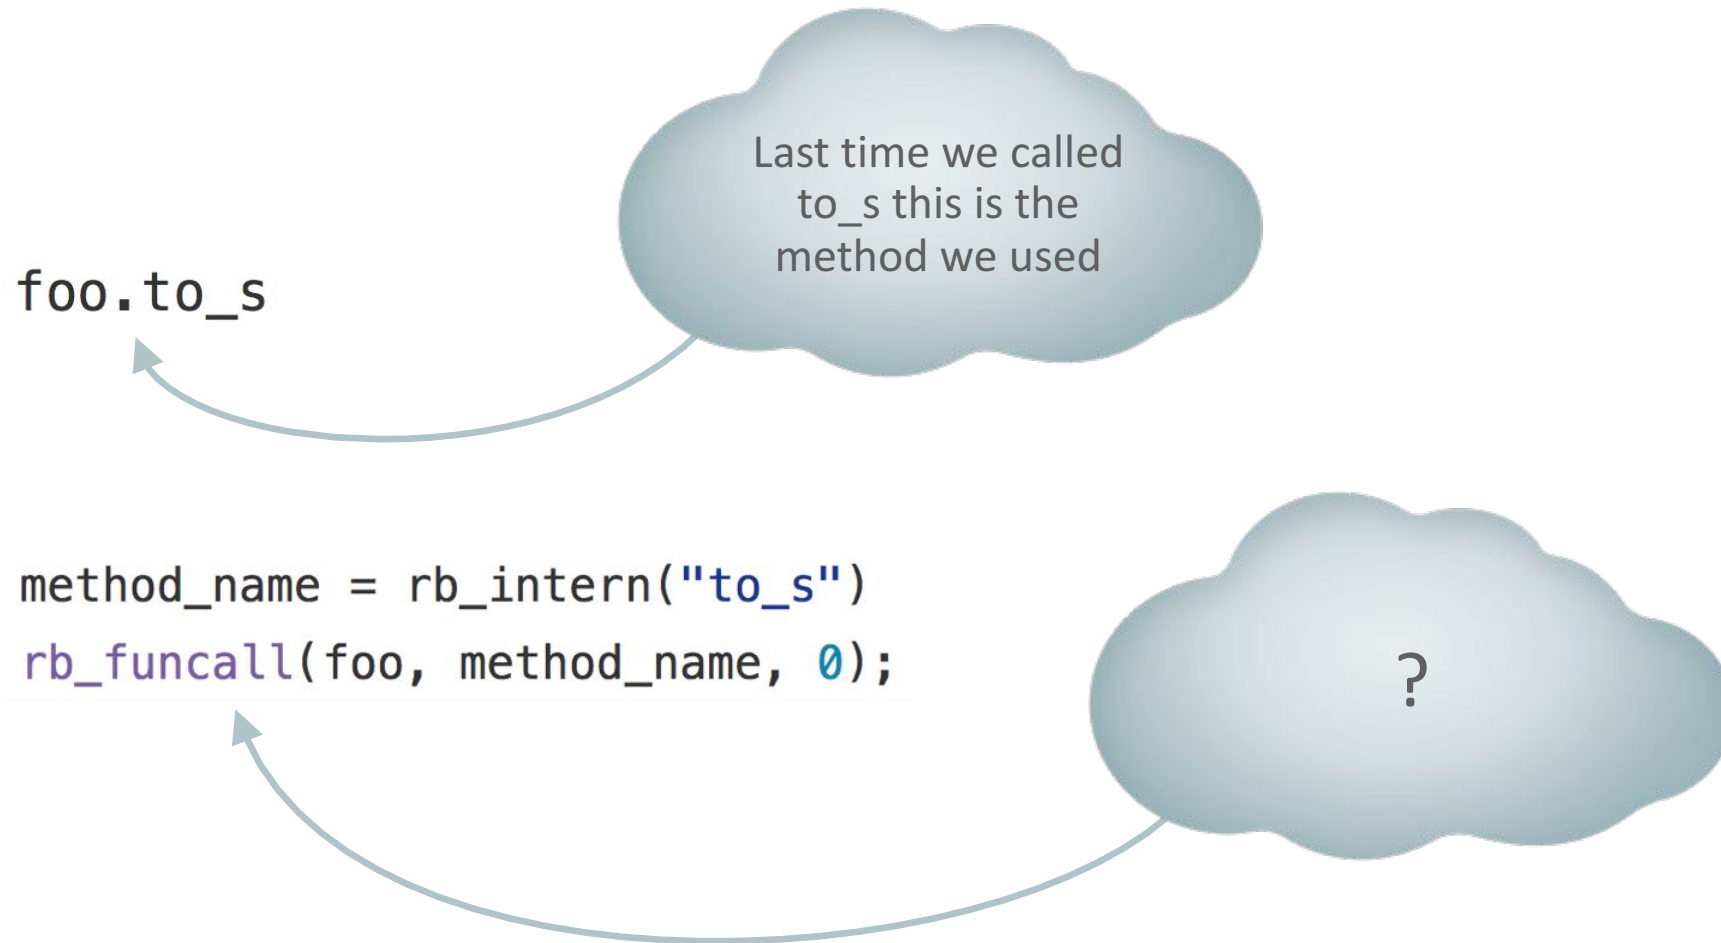 Last time we called
to_s this is the
method we used
foo.to_s
method_name = rb_intern("to_s")
rb_funcall(foo, method_name, 0);
?